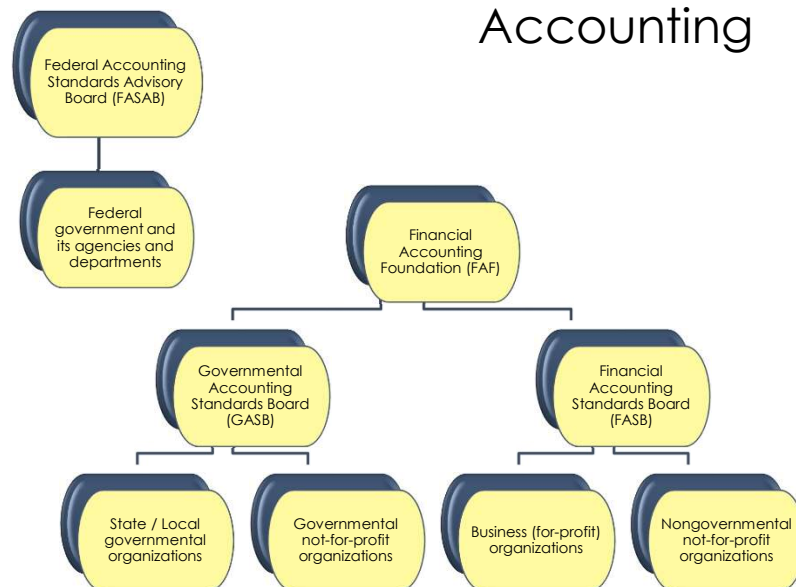 Accounting
Federal Accounting
Standards Advisory
Board (FASAB)
Federal
government and
its agencies and
departments
Financial
Accounting
Foundation (FAF)
Governmental
Accounting
Standards Board
(GASB)
Financial
Accounting
Standards Board
(FASB)
State / Local
governmental
organizations
Governmental
not-for-profit
organizations
Business (for-profit)
organizations
Nongovernmental
not-for-profit
organizations